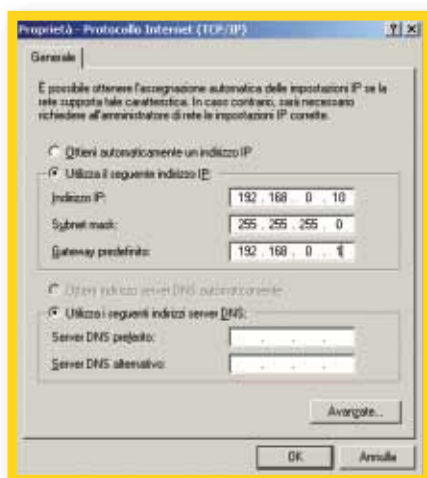 Proprietà - Protocollo Internet (TCP/IP)
Generale
È possibile ottenere l'assegnazione automatica delle impostazioni IP se la
rete supporta tale caratteristica. In caso contrario, sarà necessario
richiedere all'amministratore di rete le impostazioni IP corrette.
Ottieni automaticamente un indirizzo IP
Utilizza il seguente indirizzo IP:
Indirizzo IP: 192 . 168 . 0 . 10
Subnet mask: 255 . 255 . 255 . 0
Gateway predefinito: 192 . 168 . 0 . 1
Ottieni indirizzo server DNS automaticamente
Utilizza i seguenti indirizzi server DNS:
Server DNS preferito:
Server DNS alternativo:
Avanzate...
OK Annulla